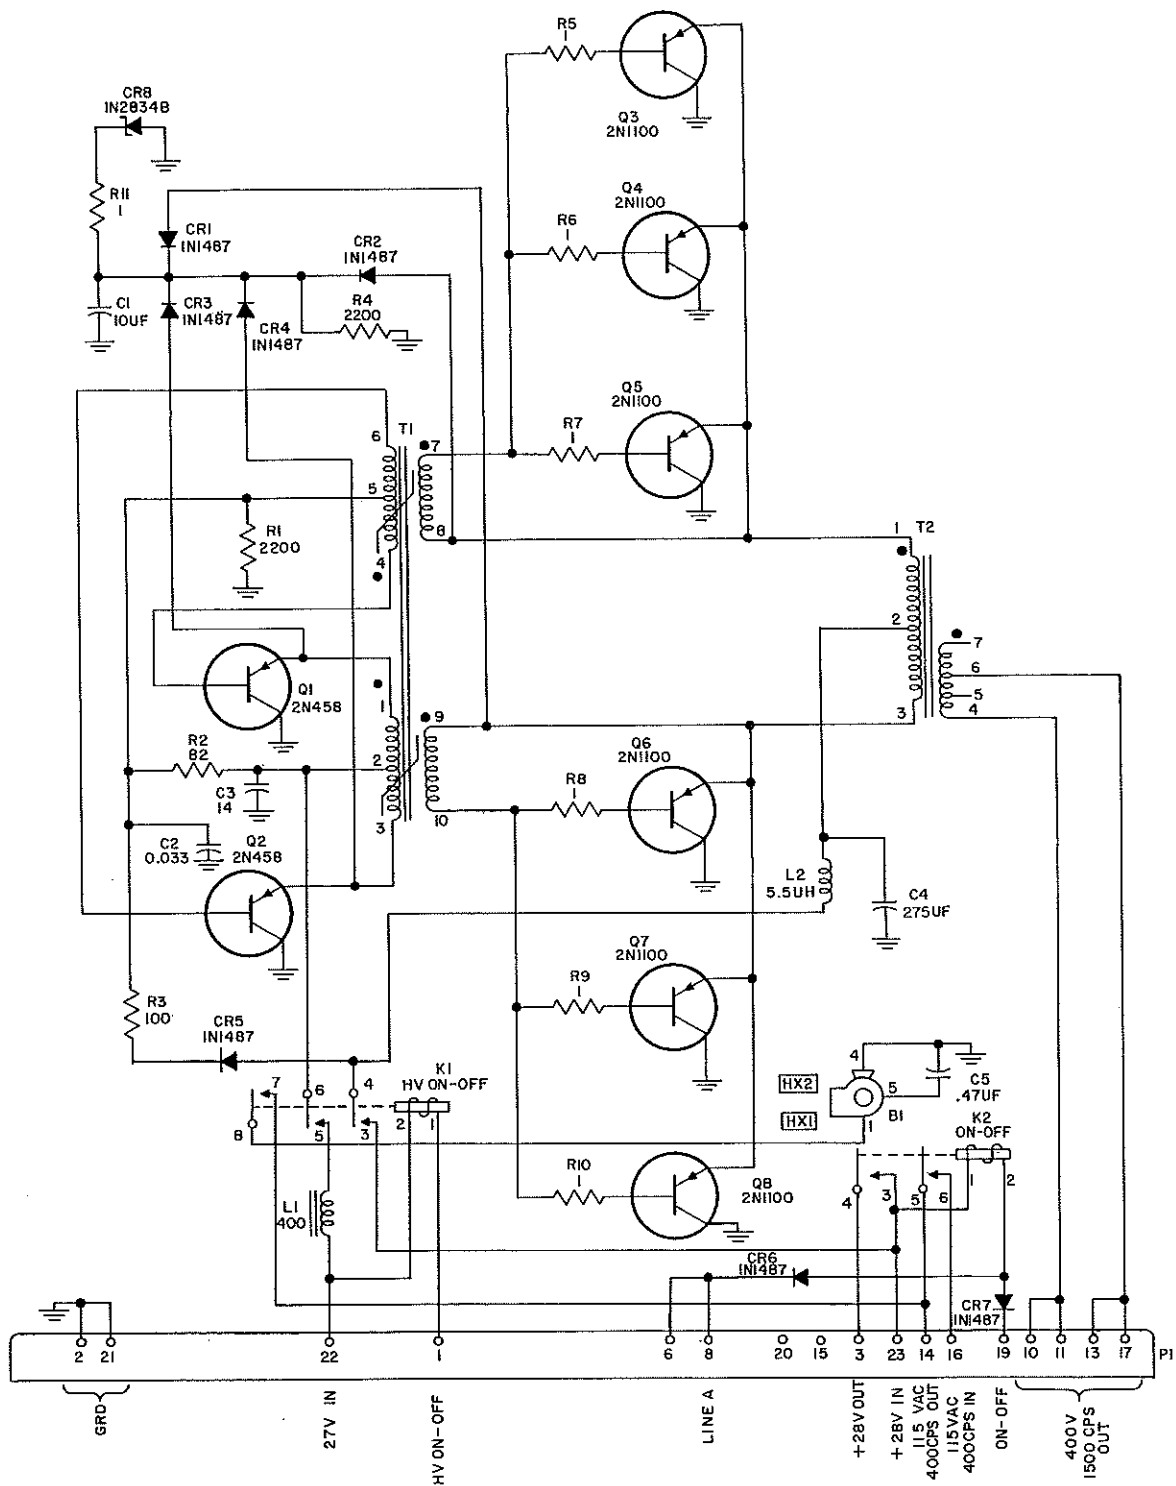 R5
1
Q3
2N1100
CR8
1N2834B
R11
1
CR1
1N1487
CR2
1N1487
Q4
2N1100
R6
1
C1
10UF
CR3
1N1487
CR4
1N1487
R4
2200
Q5
2N1100
R7
1
6
T1
7
5
4
8
R1
2200
1
T2
2
3
7
6
5
4
Q1
2N458
1
9
R2
82
2
C3
14
3
10
Q6
2N1100
R8
1
C2
0.033
Q2
2N458
L2
5.5UH
C4
275UF
Q7
2N1100
R9
1
R3
100
CR5
1N1487
K1
HV ON-OFF
7
6
4
8
5
3
2
1
HX2
HX1
4
5
B1
1
C5
.47UF
K2
ON-OFF
4
3
5
6
1
2
R10
1
Q8
2N1100
L1
400
CR6
1N1487
CR7
1N1487
2
21
22
1
6
8
20
15
3
23
14
16
19
10
11
13
17
P1
GRD
27V IN
HV ON-OFF
LINE A
+28V OUT
+28V IN
115 VAC
400CPS OUT
115VAC
400CPS IN
ON-OFF
400V
1500 CPS
OUT